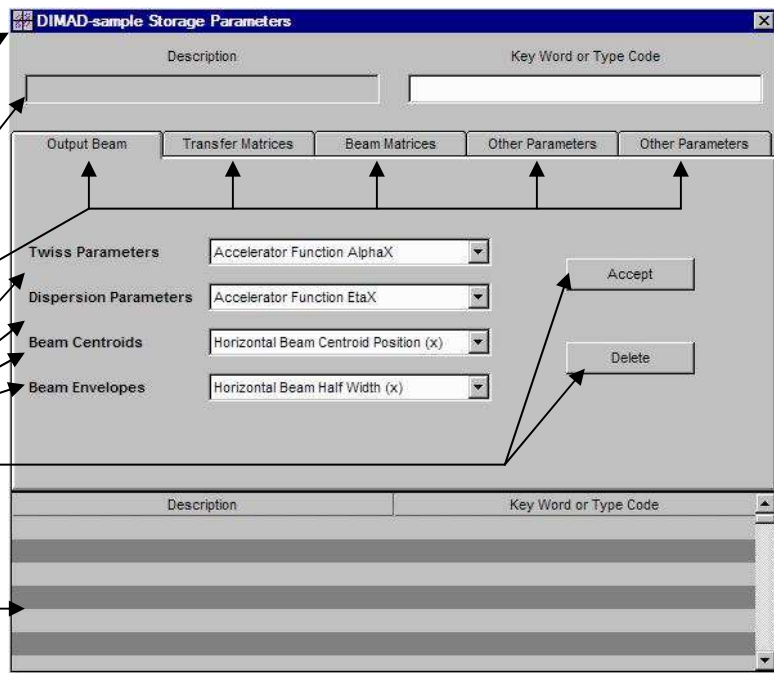 DIMAD-sample Storage Parameters
Description Key Word or Type Code
Output Beam Transfer Matrices Beam Matrices Other Parameters Other Parameters
Twiss Parameters Accelerator Function AlphaX
Accept
Dispersion Parameters Accelerator Function EtaX
Beam Centroids Horizontal Beam Centroid Position (x)
Delete
Beam Envelopes Horizontal Beam Half Width (x)
Description Key Word or Type Code